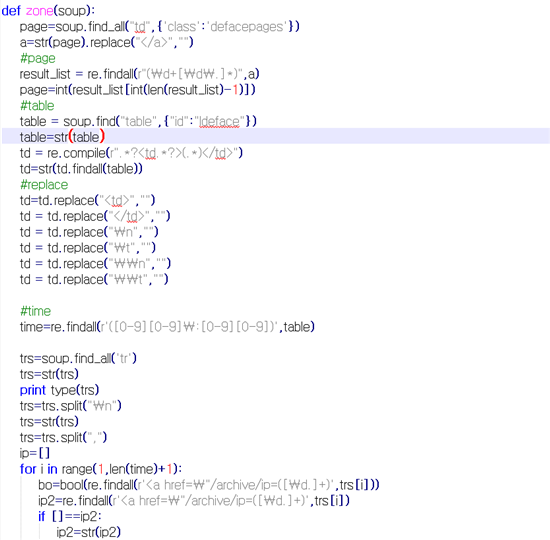 def zone(soup):
    page=soup.find_all("td",{'class':'defacepages'})
    a=str(page).replace("</a>","")
    #page
    result_list = re.findall(r"(₩d+[₩d₩.]*)",a)
    page=int(result_list[int(len(result_list)-1)])
    #table
    table = soup.find("table",{"id":"ldeface"})
    table=str(table)
    td = re.compile(r".*?<td.*?>(.*)</td>")
    td=str(td.findall(table))
    #replace
    td=td.replace("<td>","")
    td = td.replace("</td>","")
    td = td.replace("₩n","")
    td = td.replace("₩t","")
    td = td.replace("₩₩n","")
    td = td.replace("₩₩t","")
    #time
    time=re.findall(r'([0-9][0-9]₩:[0-9][0-9])',table)
    trs=soup.find_all('tr')
    trs=str(trs)
    print type(trs)
    trs=trs.split("₩n")
    trs=str(trs)
    trs=trs.split(",")
    ip=[]
    for i in range(1,len(time)+1):
        bo=bool(re.findall(r'<a href=₩"/archive/ip=([₩d.]+)',trs[i]))
        ip2=re.findall(r'<a href=₩"/archive/ip=([₩d.]+)',trs[i])
        if []==ip2:
            ip2=str(ip2)